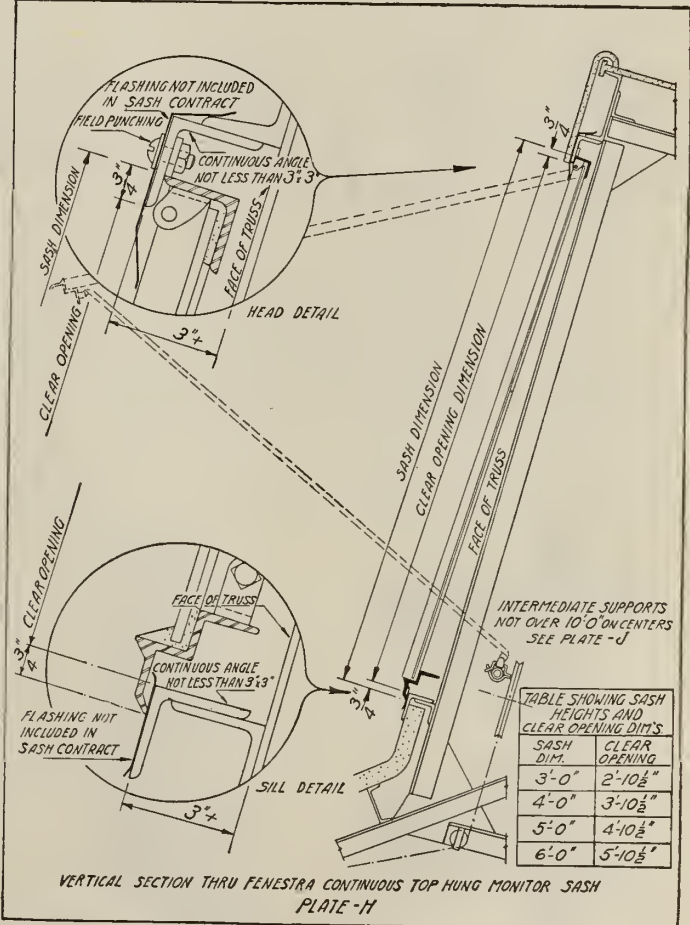 FLASHING NOT INCLUDED
IN SASH CONTRACT
FIELD PUNCHING
CONTINUOUS ANGLE
NOT LESS THAN 3"x3"
3/4"
SASH DIMENSION
CLEAR OPENING
FACE OF TRUSS
HEAD DETAIL
3"+
3/4"
SASH DIMENSION
CLEAR OPENING DIMENSION
FACE OF TRUSS
3/4"
CLEAR OPENING
3/4"
FACE OF TRUSS
CONTINUOUS ANGLE
NOT LESS THAN 3"x3"
FLASHING NOT
INCLUDED IN
SASH CONTRACT
SILL DETAIL
3"+
INTERMEDIATE SUPPORTS
NOT OVER 10'0" ON CENTERS
SEE PLATE-J
TABLE SHOWING SASH
HEIGHTS AND
CLEAR OPENING DIM'S.
SASH DIM. CLEAR OPENING
3'-0" 2'-10½"
4'-0" 3'-10½"
5'-0" 4'-10½"
6'-0" 5'-10½"
VERTICAL SECTION THRU FENESTRA CONTINUOUS TOP HUNG MONITOR SASH
PLATE-H